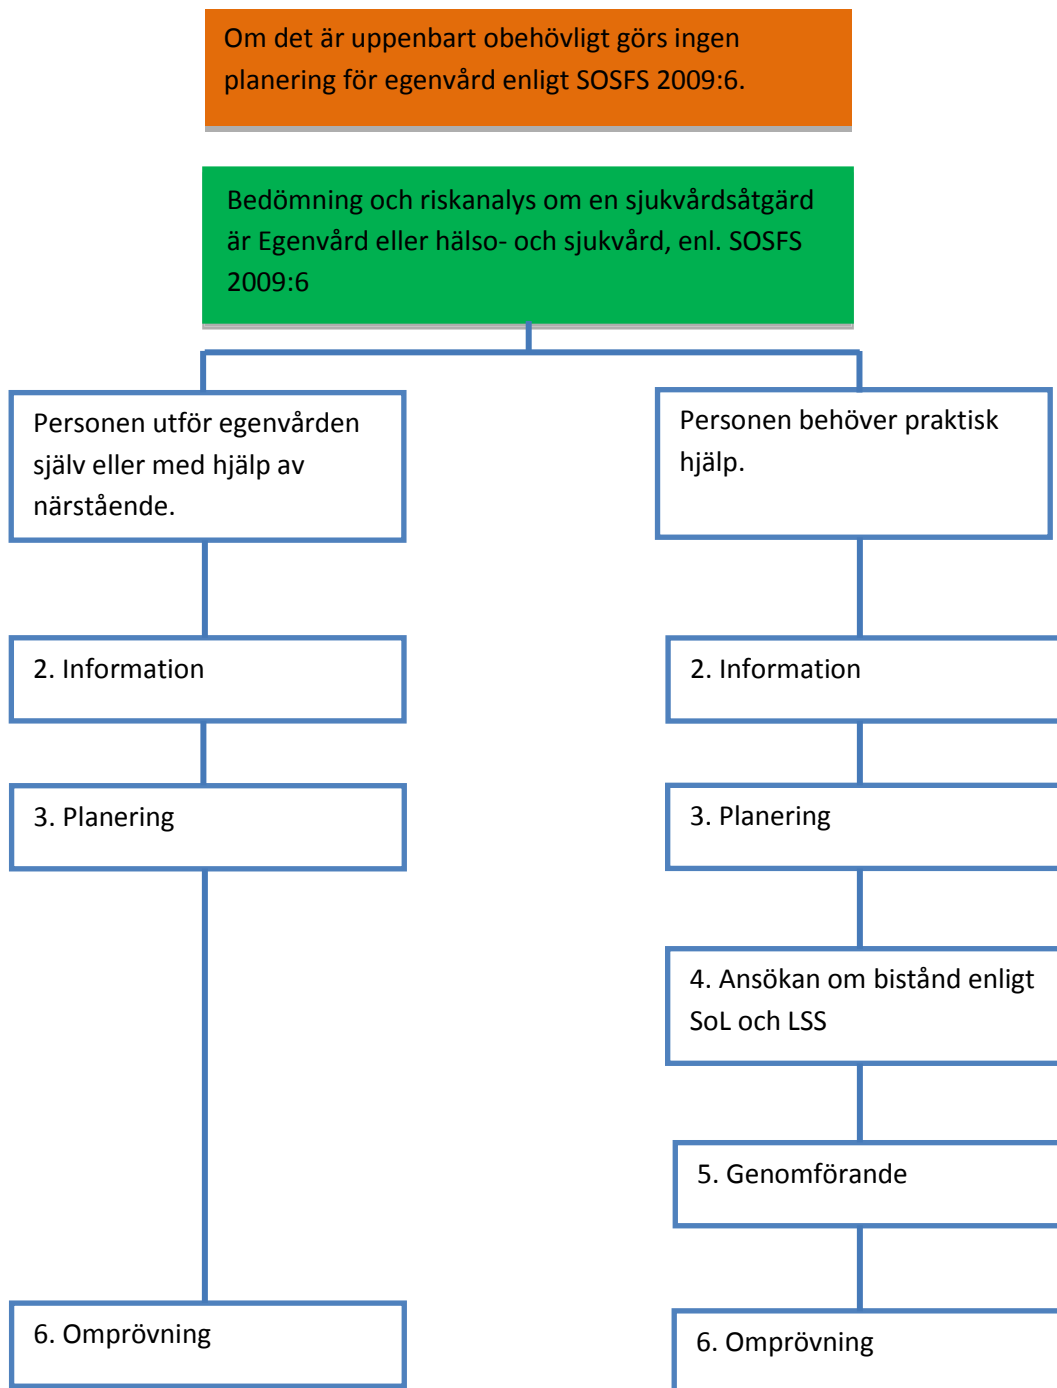 Om det är uppenbart obehövligt görs ingen
planering för egenvård enligt SOSFS 2009:6.
Bedömning och riskanalys om en sjukvårdsåtgärd
är Egenvård eller hälso- och sjukvård, enl. SOSFS
2009:6
Personen utför egenvården
själv eller med hjälp av
närstående.
Personen behöver praktisk
hjälp.
2. Information
2. Information
3. Planering
3. Planering
4. Ansökan om bistånd enligt
SoL och LSS
5. Genomförande
6. Omprövning
6. Omprövning